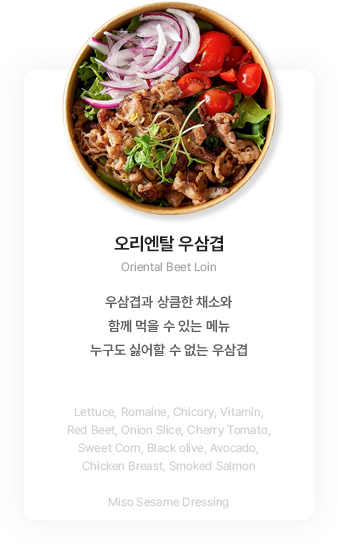 오리엔탈 우삼겹
Oriental Beet Loin
우삼겹과 상큼한 채소와
함께 먹을 수 있는 메뉴
누구도 싫어할 수 없는 우삼겹
Lettuce, Romaine, Chicory, Vitamin,
Red Beet, Onion Slice, Cherry Tomato,
Sweet Corn, Black olive, Avocado,
Chicken Breast, Smoked Salmon
Miso Sesame Dressing